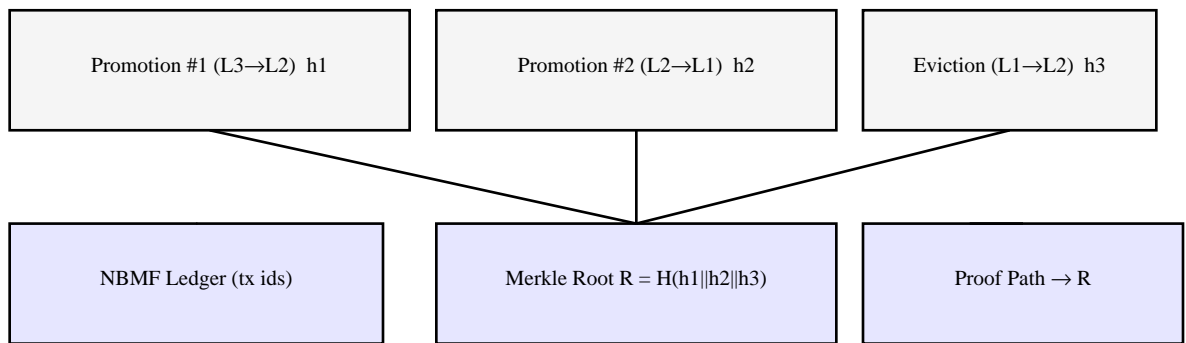 Promotion #1 (L3→L2) h1
Promotion #2 (L2→L1) h2
Eviction (L1→L2) h3
NBMF Ledger (tx ids)
Merkle Root R = H(h1||h2||h3)
Proof Path → R